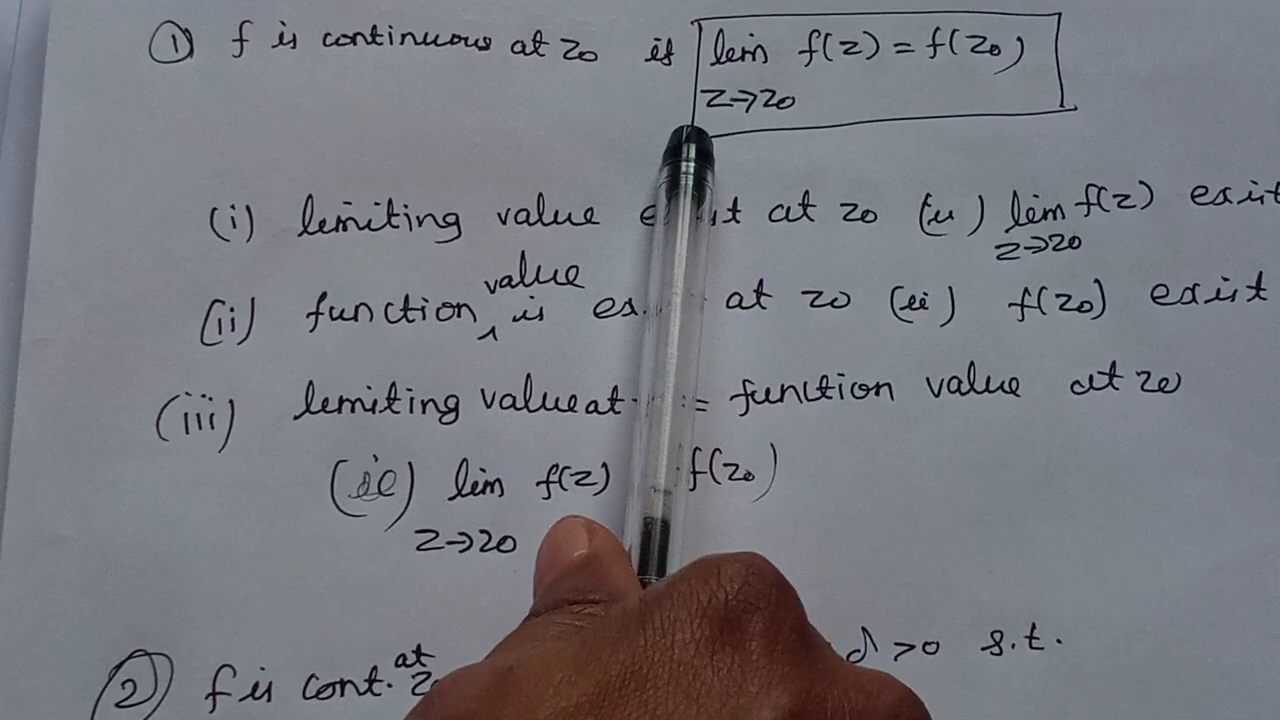 ① f is continuous at z0 is lim f(z) = f(z0)
z→z0
(i) limiting value at z0 (ie) lim f(z) exist
z→z0
value
(ii) function is at z0 (ie) f(z0) exist
(iii) limiting value at = function value at z0
(ie) lim f(z) f(z0)
z→z0
at
② f is cont. >0 s.t.